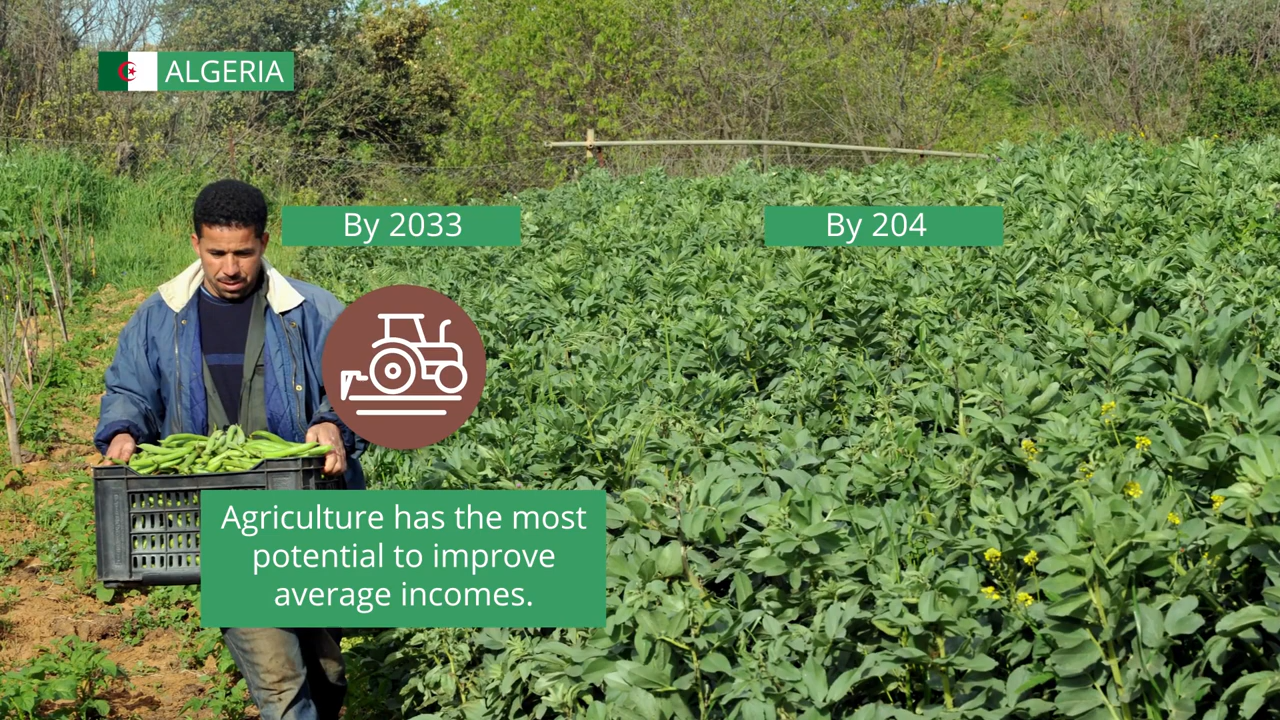 ALGERIA
By 2033
By 204
Agriculture has the most
potential to improve
average incomes.